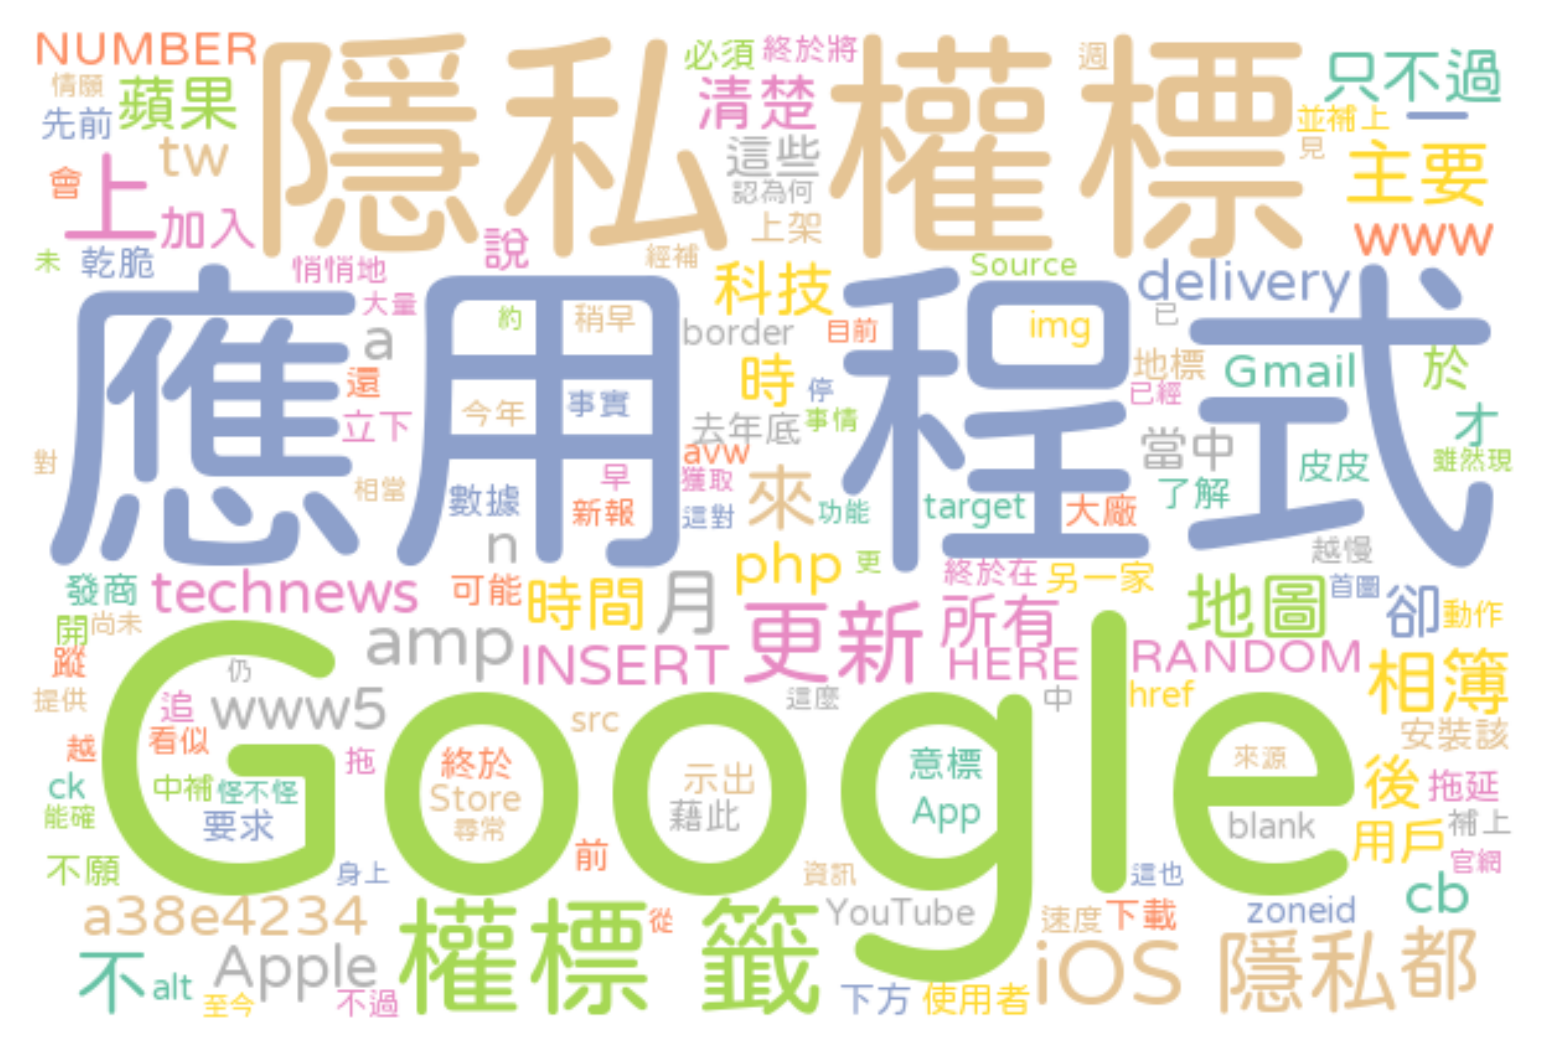 NUMBER
隱私
權標
必須
終於將
週
只不過
情願
蘋果
清楚
先前
tw
這些
並補上
一
見
主要
會
上
加入
認為何
上架
www
未
乾脆
悄悄地
說
經補
科技
Source
delivery
應用程式
大量
a
約
稍早
border
目前
img
已
還
時
停
地標
Gmail
於
已經
今年
事實
立下
去年底
事情
才
avw
當中
皮皮
雖然現
對
相當
數據
早
新報
獲取
這對
來
功能
target
大廠
了解
n
越慢
php
更
終於在
另一家
地圖
首圖
卻
動作
發商
technews
可能
時間
月
更新
所有
開
尚未
amp
INSERT
HERE
RANDOM
相簿
蹤
仍
Google
提供
追
www5
src
這麼
中
href
看似
安裝該
越
拖
終於
示出
意標
來源
後
拖延
ck
中補
怪不怪
Store
藉此
App
blank
用戶
補上
能確
要求
尋常
前
官網
不願
身上
資訊
這也
cb
a38e4234
權標
籤
從
YouTube
速度
下載
zoneid
不
alt
Apple
iOS
隱私
都
至今
不過
下方
使用者